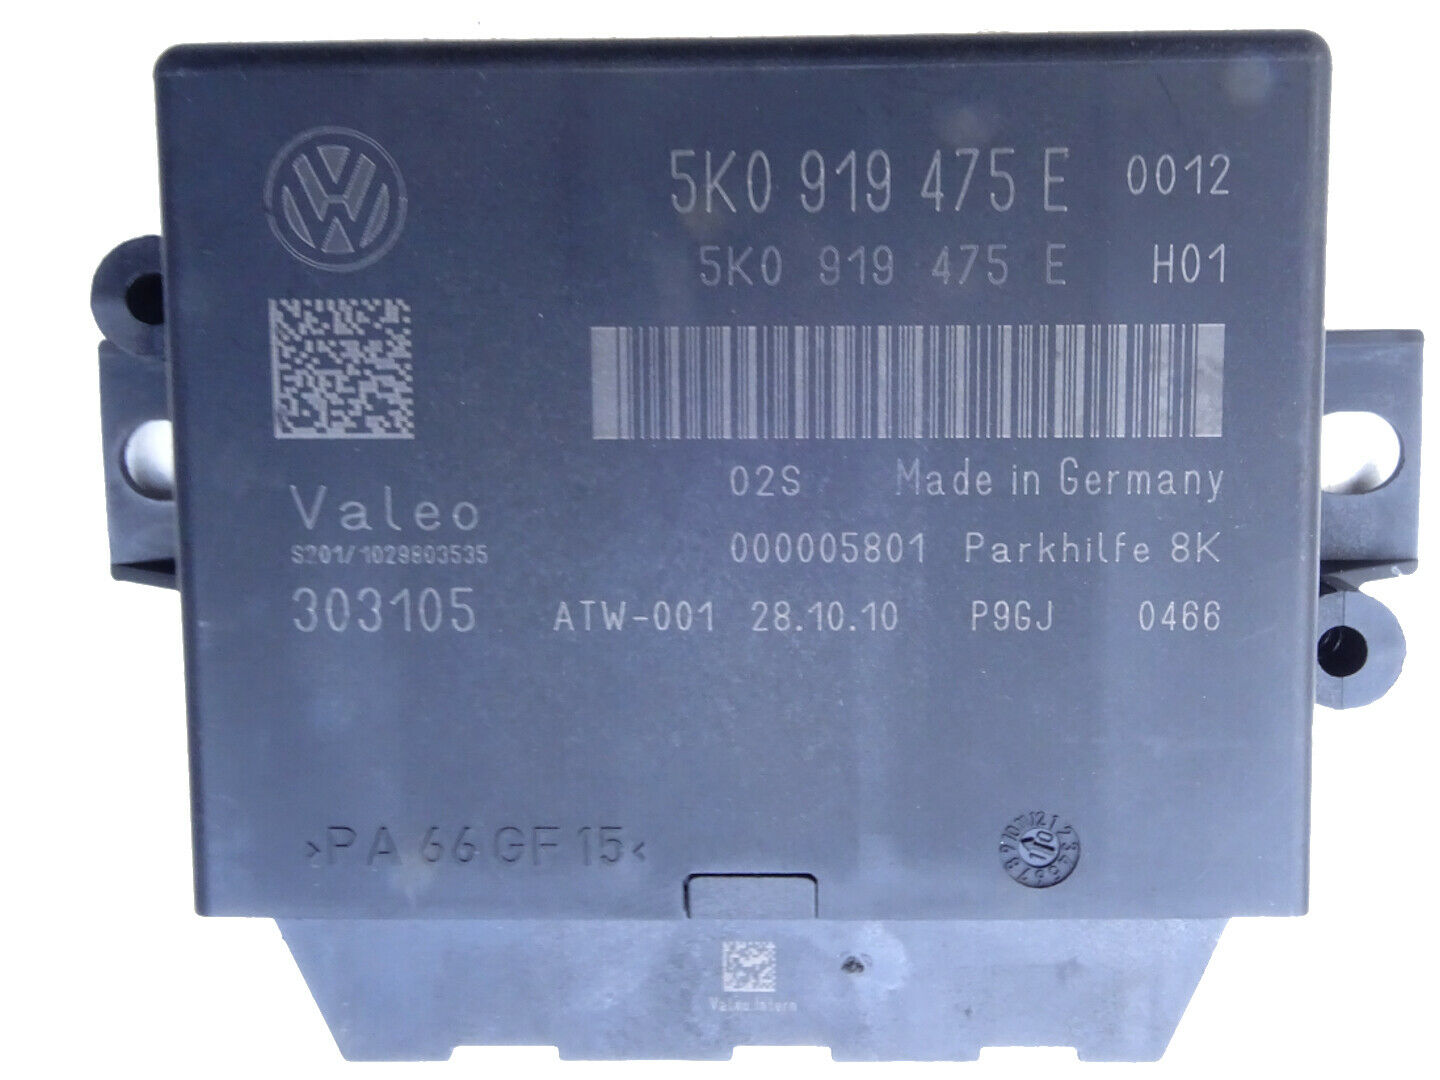 5K0 919 475 E 0012
5K0 919 475 E H01
02S Made in Germany
Valeo
S201/1029803535
000005801 Parkhilfe 8K
303105 ATW-001 28.10.10 P9GJ 0466
>PA 66 GF 15<
Valeo Intern